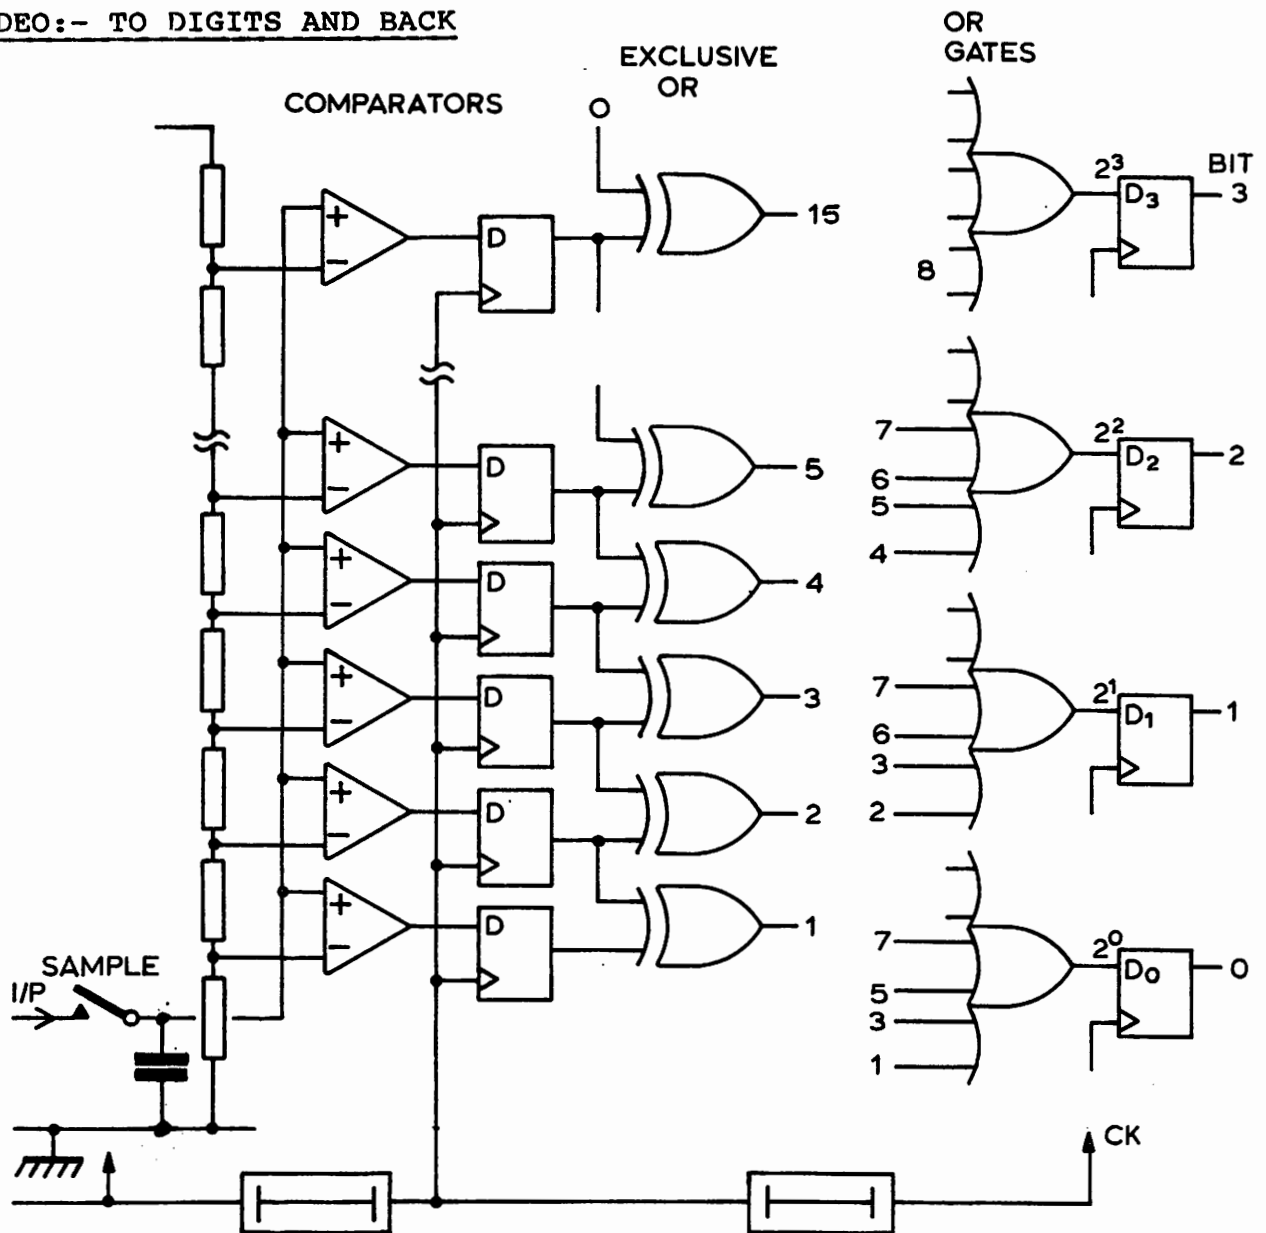 DEO:- TO DIGITS AND BACK
COMPARATORS
EXCLUSIVE
OR
OR
GATES
0
+
−
D
15
8
2³
D₃
BIT
3
+
−
D
5
7
6
5
4
2²
D₂
2
+
−
D
4
+
−
D
3
7
6
3
2
2¹
D₁
1
+
−
D
2
+
−
D
1
7
5
3
1
2⁰
D₀
0
SAMPLE
I/P
CK